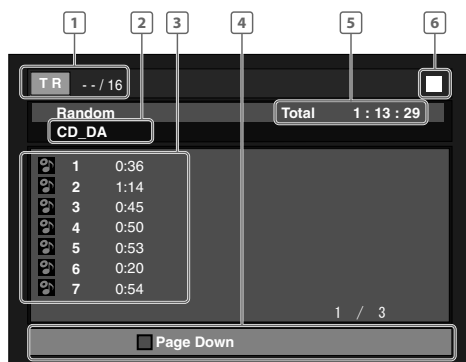 1 2 3 4 5 6
T R - - / 16
Random Total 1 : 13 : 29
CD_DA
1 0:36
2 1:14
3 0:45
4 0:50
5 0:53
6 0:20
7 0:54
1 / 3
Page Down